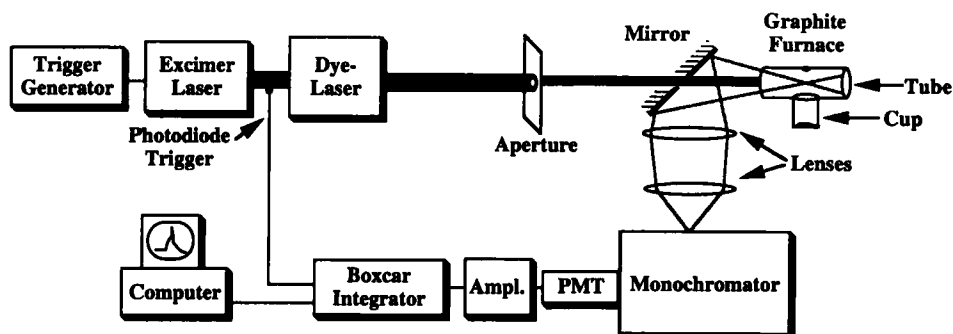 Trigger
Generator
Excimer
Laser
Dye-
Laser
Photodiode
Trigger
Aperture
Mirror
Graphite
Furnace
Tube
Cup
Lenses
Computer
Boxcar
Integrator
Ampl.
PMT
Monochromator